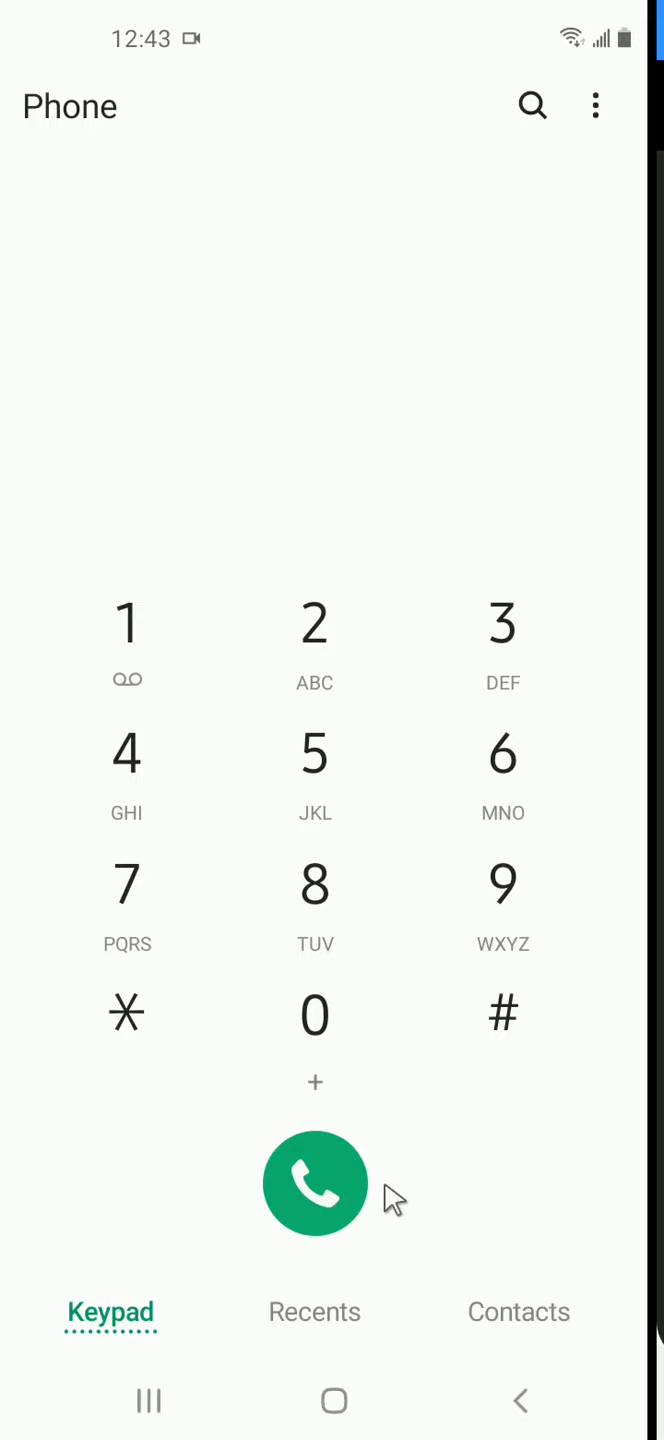 12:43
Phone
1 2 3
ABC DEF
4 5 6
GHI JKL MNO
7 8 9
PQRS TUV WXYZ
* 0 #
+
Keypad Recents Contacts